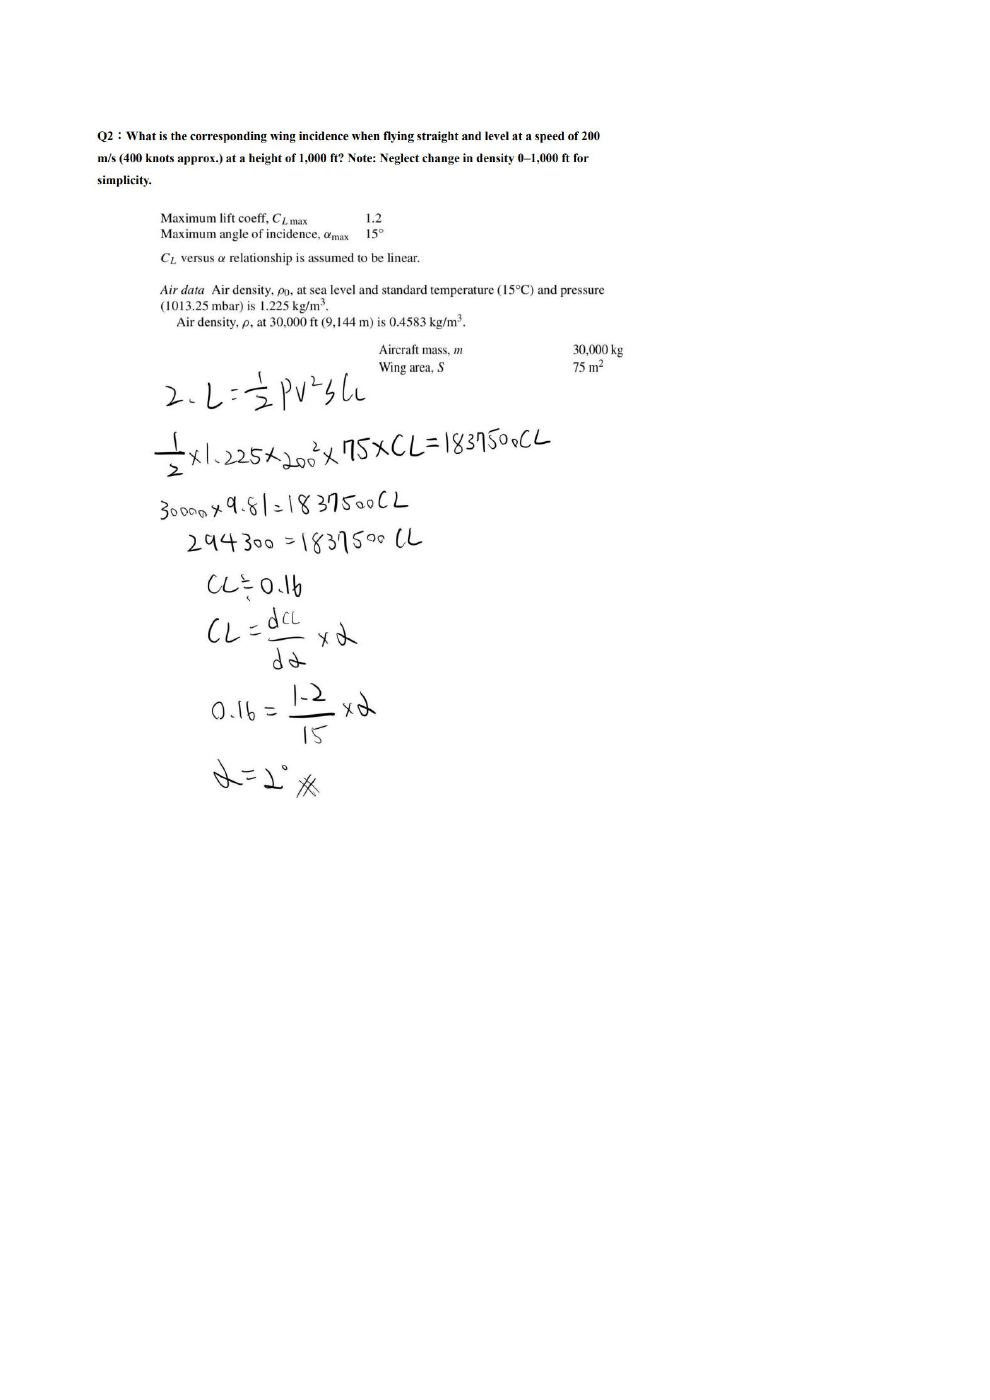 Q2：What is the corresponding wing incidence when flying straight and level at a speed of 200
m/s (400 knots approx.) at a height of 1,000 ft? Note: Neglect change in density 0–1,000 ft for
simplicity.
Maximum lift coeff, CL max 1.2
Maximum angle of incidence, αmax 15°
CL versus α relationship is assumed to be linear.
Air data Air density, ρ0, at sea level and standard temperature (15°C) and pressure
(1013.25 mbar) is 1.225 kg/m³.
Air density, ρ, at 30,000 ft (9,144 m) is 0.4583 kg/m³.
Aircraft mass, m 30,000 kg
Wing area, S 75 m²
2. L = 1/2 ρV²SCL
1/2 × 1.225 × 200² × 75 × CL = 1837500CL
30000 × 9.81 = 1837500CL
294300 = 1837500 CL
CL ≒ 0.16
CL = dCL/dα × α
0.16 = 1.2/15 × α
α = 2° ※